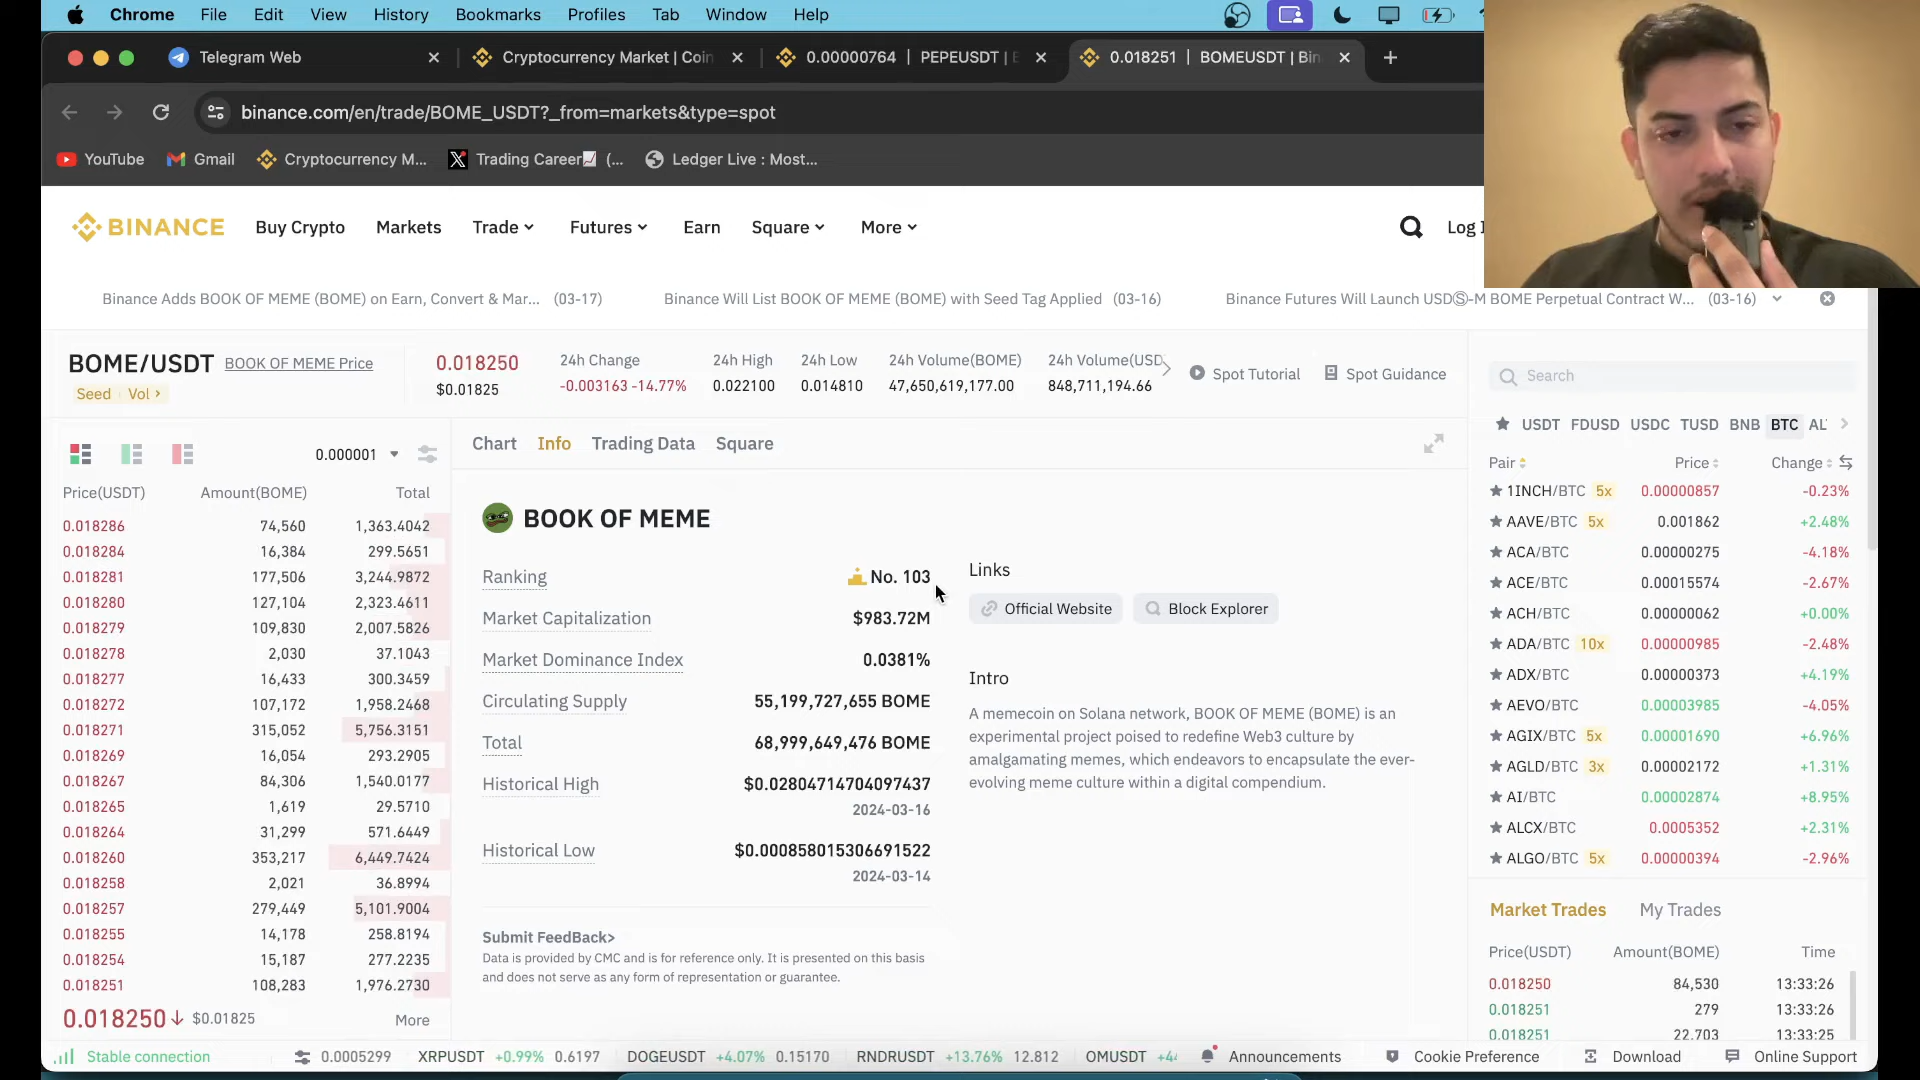 Chrome File Edit View History Bookmarks Profiles Tab Window Help
Telegram Web Cryptocurrency Market | Coin 0.00000764 | PEPEUSDT | 0.018251 | BOMEUSDT | Bin
binance.com/en/trade/BOME_USDT?_from=markets&type=spot
YouTube Gmail Cryptocurrency M... Trading Career (... Ledger Live : Most...
BINANCE Buy Crypto Markets Trade Futures Earn Square More Log
Binance Adds BOOK OF MEME (BOME) on Earn, Convert & Mar... (03-17) Binance Will List BOOK OF MEME (BOME) with Seed Tag Applied (03-16) Binance Futures Will Launch USDⓈ-M BOME Perpetual Contract W... (03-16)
BOME/USDT BOOK OF MEME Price
Seed Vol
0.018250
$0.01825
24h Change
-0.003163 -14.77%
24h High
0.022100
24h Low
0.014810
24h Volume(BOME)
47,650,619,177.00
24h Volume(USD
848,711,194.66
Spot Tutorial Spot Guidance
0.000001
Price(USDT) Amount(BOME) Total
0.018286 74,560 1,363.4042
0.018284 16,384 299.5651
0.018281 177,506 3,244.9872
0.018280 127,104 2,323.4611
0.018279 109,830 2,007.5826
0.018278 2,030 37.1043
0.018277 16,433 300.3459
0.018272 107,172 1,958.2468
0.018271 315,052 5,756.3151
0.018269 16,054 293.2905
0.018267 84,306 1,540.0177
0.018265 1,619 29.5710
0.018264 31,299 571.6449
0.018260 353,217 6,449.7424
0.018258 2,021 36.8994
0.018257 279,449 5,101.9004
0.018255 14,178 258.8194
0.018254 15,187 277.2235
0.018251 108,283 1,976.2730
0.018250↓ $0.01825 More
Chart Info Trading Data Square
BOOK OF MEME
Ranking No. 103
Market Capitalization $983.72M
Market Dominance Index 0.0381%
Circulating Supply 55,199,727,655 BOME
Total 68,999,649,476 BOME
Historical High $0.02804714704097437
2024-03-16
Historical Low $0.000858015306691522
2024-03-14
Submit FeedBack>
Data is provided by CMC and is for reference only. It is presented on this basis
and does not serve as any form of representation or guarantee.
Links
Official Website Block Explorer
Intro
A memecoin on Solana network, BOOK OF MEME (BOME) is an
experimental project poised to redefine Web3 culture by
amalgamating memes, which endeavors to encapsulate the ever-
evolving meme culture within a digital compendium.
Search
USDT FDUSD USDC TUSD BNB BTC AL
Pair Price Change
1INCH/BTC 5x 0.00000857 -0.23%
AAVE/BTC 5x 0.001862 +2.48%
ACA/BTC 0.00000275 -4.18%
ACE/BTC 0.00015574 -2.67%
ACH/BTC 0.00000062 +0.00%
ADA/BTC 10x 0.00000985 -2.48%
ADX/BTC 0.00000373 +4.19%
AEVO/BTC 0.00003985 -4.05%
AGIX/BTC 5x 0.00001690 +6.96%
AGLD/BTC 3x 0.00002172 +1.31%
AI/BTC 0.00002874 +8.95%
ALCX/BTC 0.0005352 +2.31%
ALGO/BTC 5x 0.00000394 -2.96%
Market Trades My Trades
Price(USDT) Amount(BOME) Time
0.018250 84,530 13:33:26
0.018251 279 13:33:26
0.018251 22,703 13:33:25
Stable connection 0.0005299 XRPUSDT +0.99% 0.6197 DOGEUSDT +4.07% 0.15170 RNDRUSDT +13.76% 12.812 OMUSDT +4 Announcements Cookie Preference Download Online Support